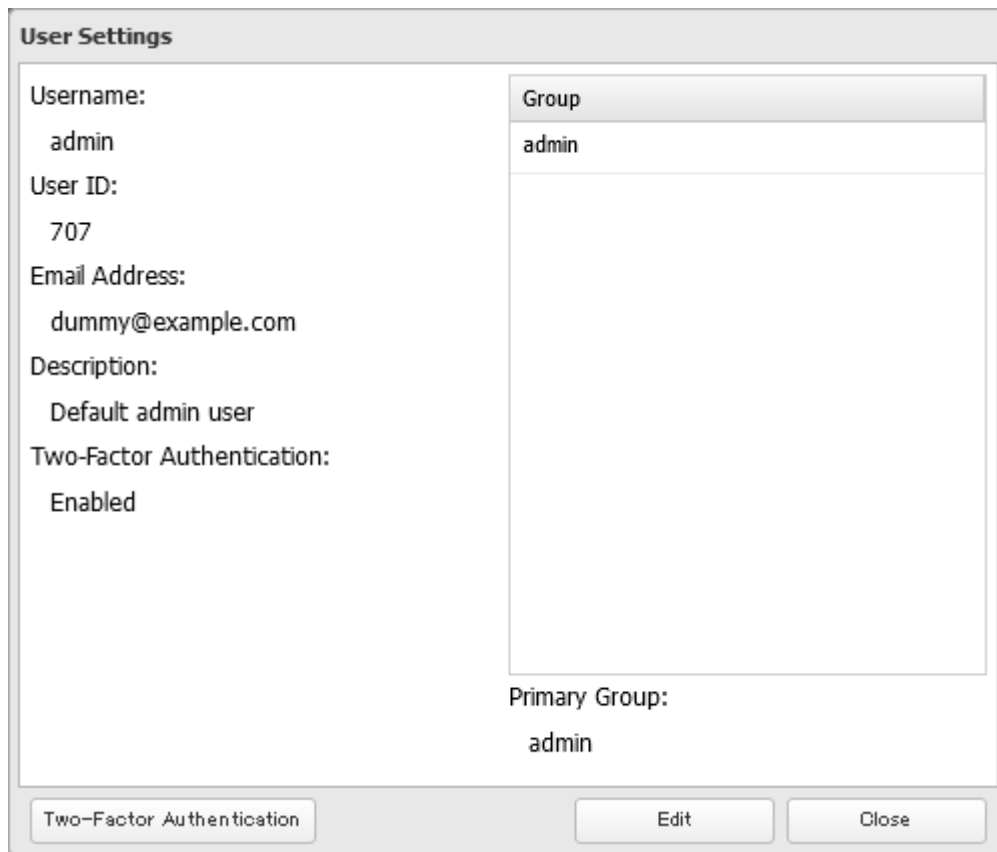 User Settings
Username:
admin
User ID:
707
Email Address:
dummy@example.com
Description:
Default admin user
Two-Factor Authentication:
Enabled
Group
admin
Primary Group:
admin
Two-Factor Authentication
Edit
Close